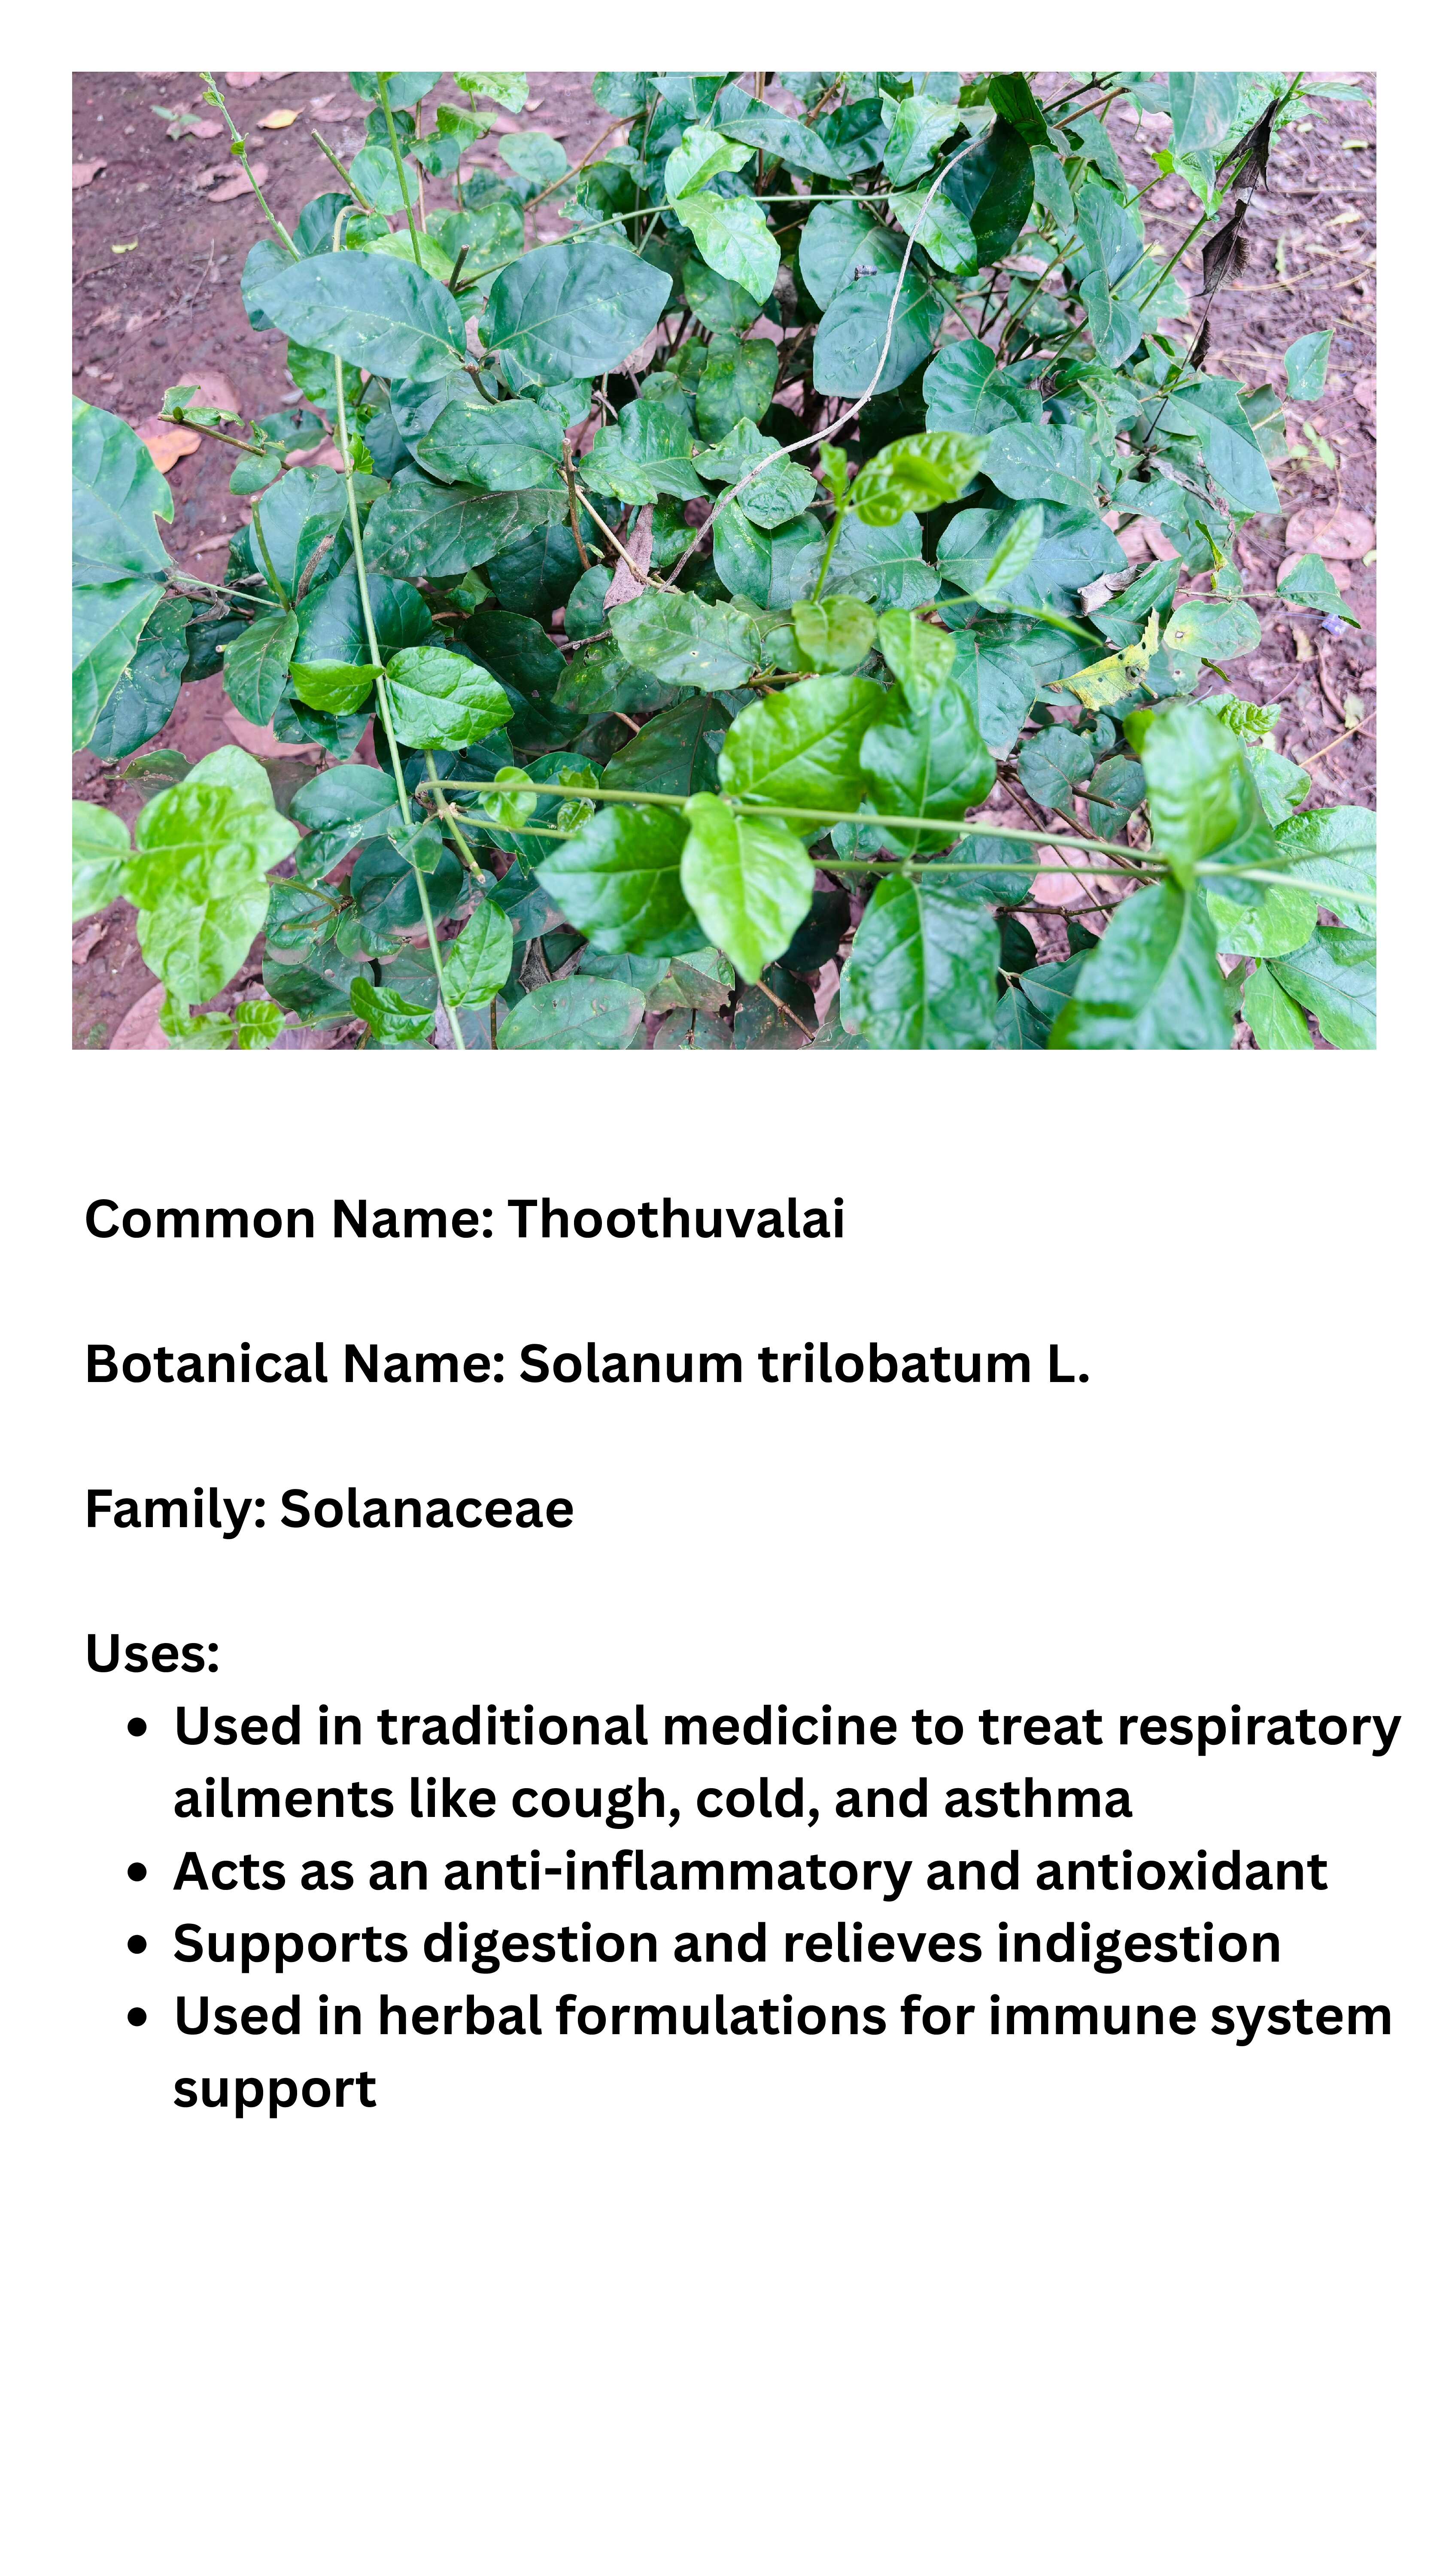 Common Name: Thoothuvalai
Botanical Name: Solanum trilobatum L.
Family: Solanaceae
Uses:
• Used in traditional medicine to treat respiratory
ailments like cough, cold, and asthma
• Acts as an anti-inflammatory and antioxidant
• Supports digestion and relieves indigestion
• Used in herbal formulations for immune system
support